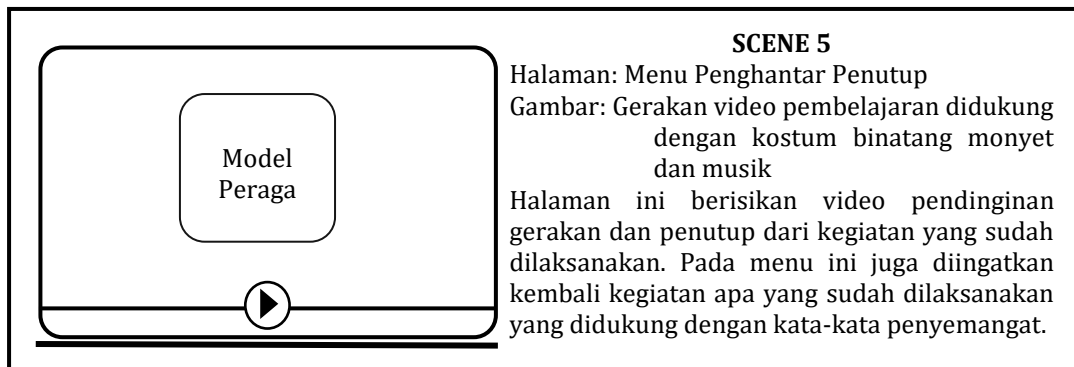 Model
Peraga
SCENE 5
Halaman: Menu Penghantar Penutup
Gambar: Gerakan video pembelajaran didukung
dengan kostum binatang monyet
dan musik
Halaman ini berisikan video pendinginan
gerakan dan penutup dari kegiatan yang sudah
dilaksanakan. Pada menu ini juga diingatkan
kembali kegiatan apa yang sudah dilaksanakan
yang didukung dengan kata-kata penyemangat.